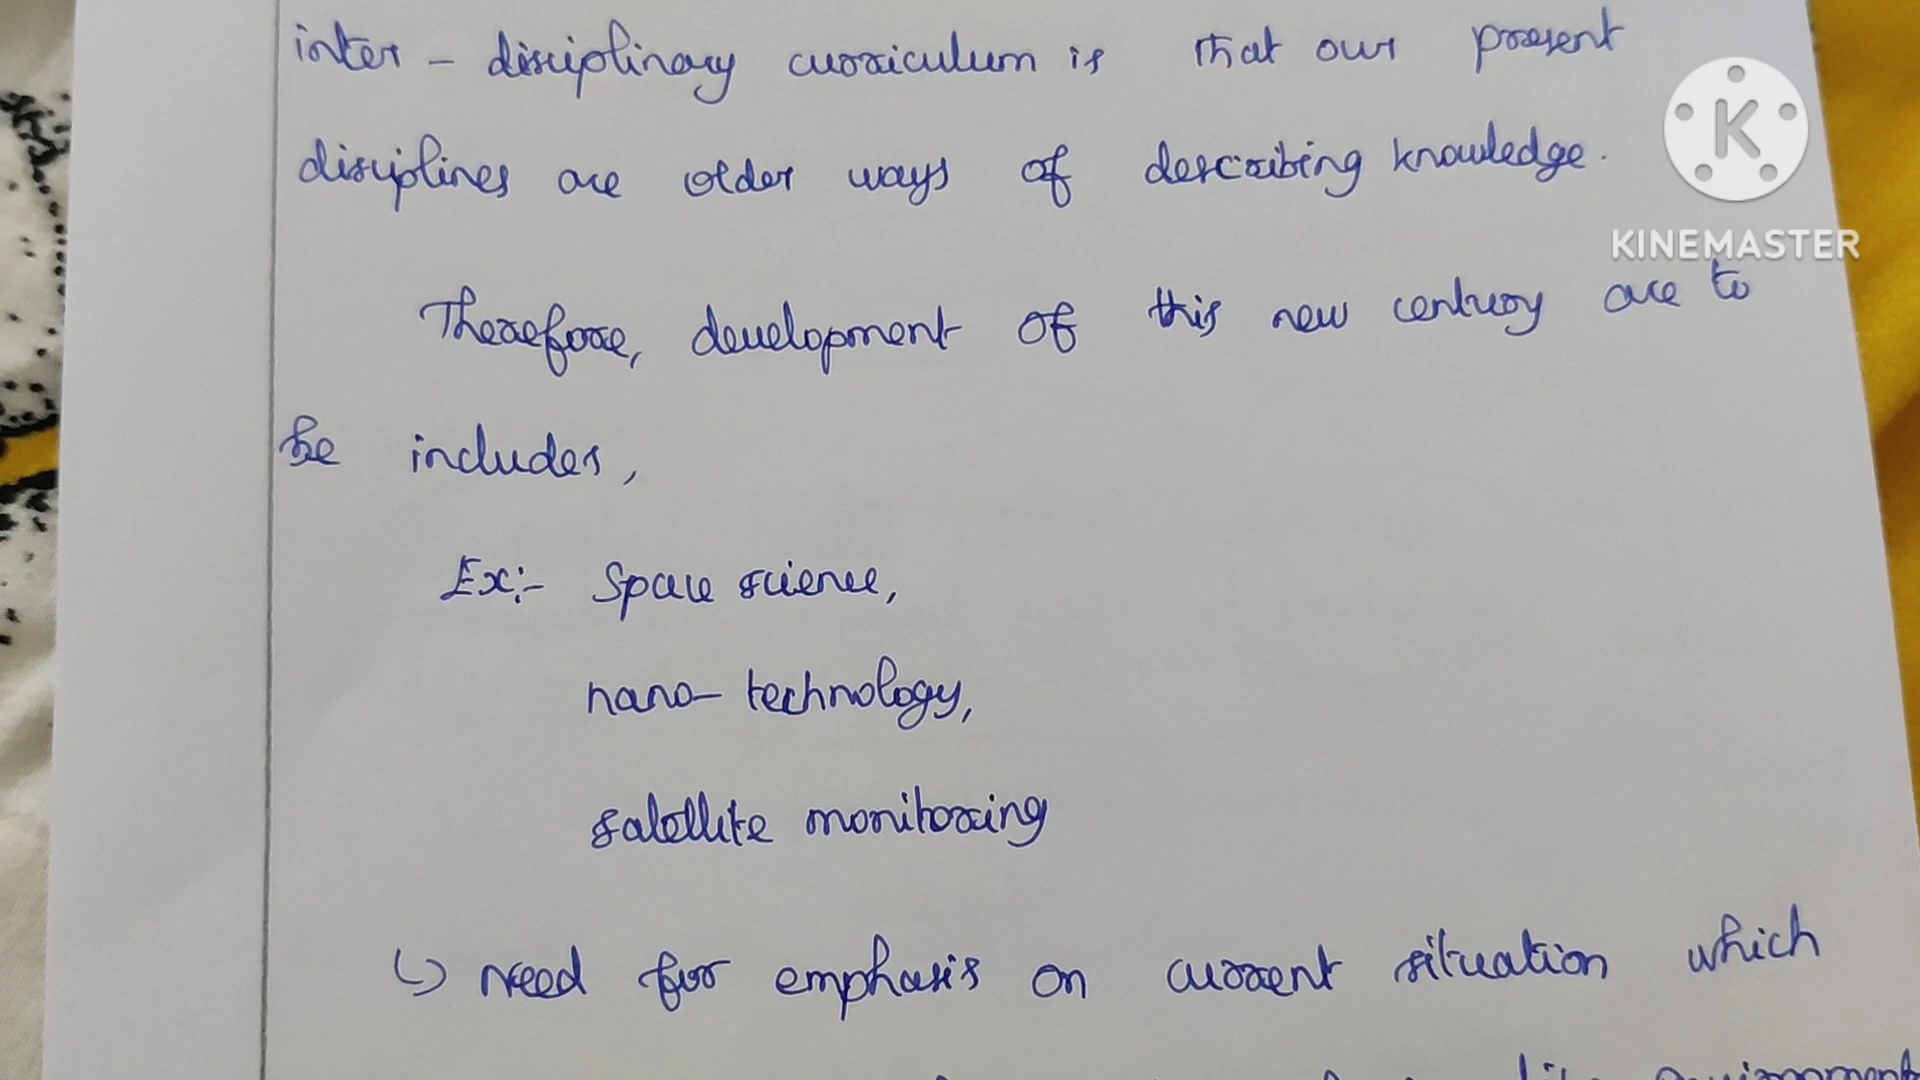 inter - disciplinary curriculum is that our present
K
KINEMASTER
disciplines are older ways of describing knowledge.
Therefore, development of this new century are to
be includes,
Ex:- Space science,
nano- technology,
satellite monitoring
↳ need for emphasis on current situation which
environment